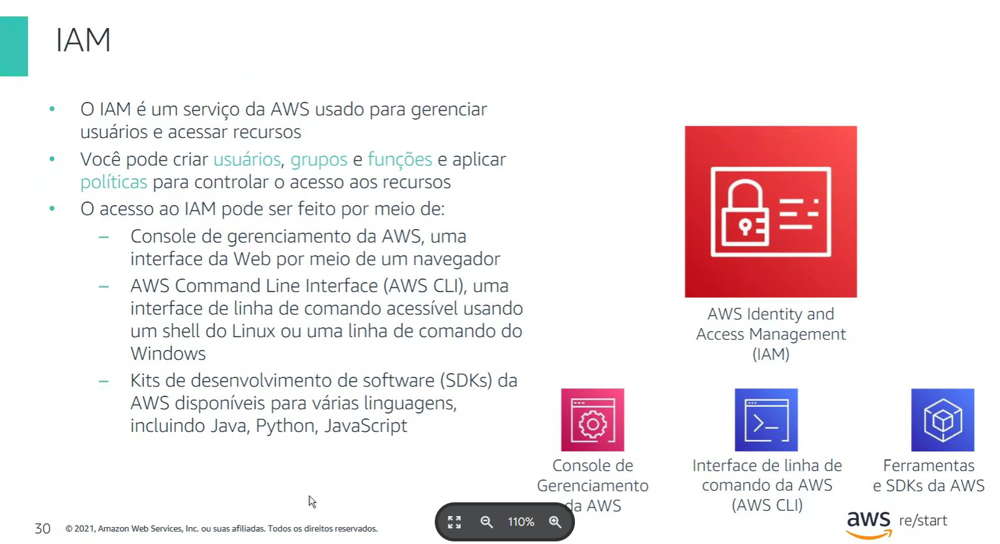 IAM
• O IAM é um serviço da AWS usado para gerenciar
usuários e acessar recursos
• Você pode criar usuários, grupos e funções e aplicar
políticas para controlar o acesso aos recursos
• O acesso ao IAM pode ser feito por meio de:
– Console de gerenciamento da AWS, uma
interface da Web por meio de um navegador
– AWS Command Line Interface (AWS CLI), uma
interface de linha de comando acessível usando
um shell do Linux ou uma linha de comando do
Windows
– Kits de desenvolvimento de software (SDKs) da
AWS disponíveis para várias linguagens,
incluindo Java, Python, JavaScript
AWS Identity and
Access Management
(IAM)
Console de
Gerenciamento
da AWS
Interface de linha de
comando da AWS
(AWS CLI)
Ferramentas
e SDKs da AWS
30 © 2021, Amazon Web Services, Inc. ou suas afiliadas. Todos os direitos reservados.
110%
aws re/start